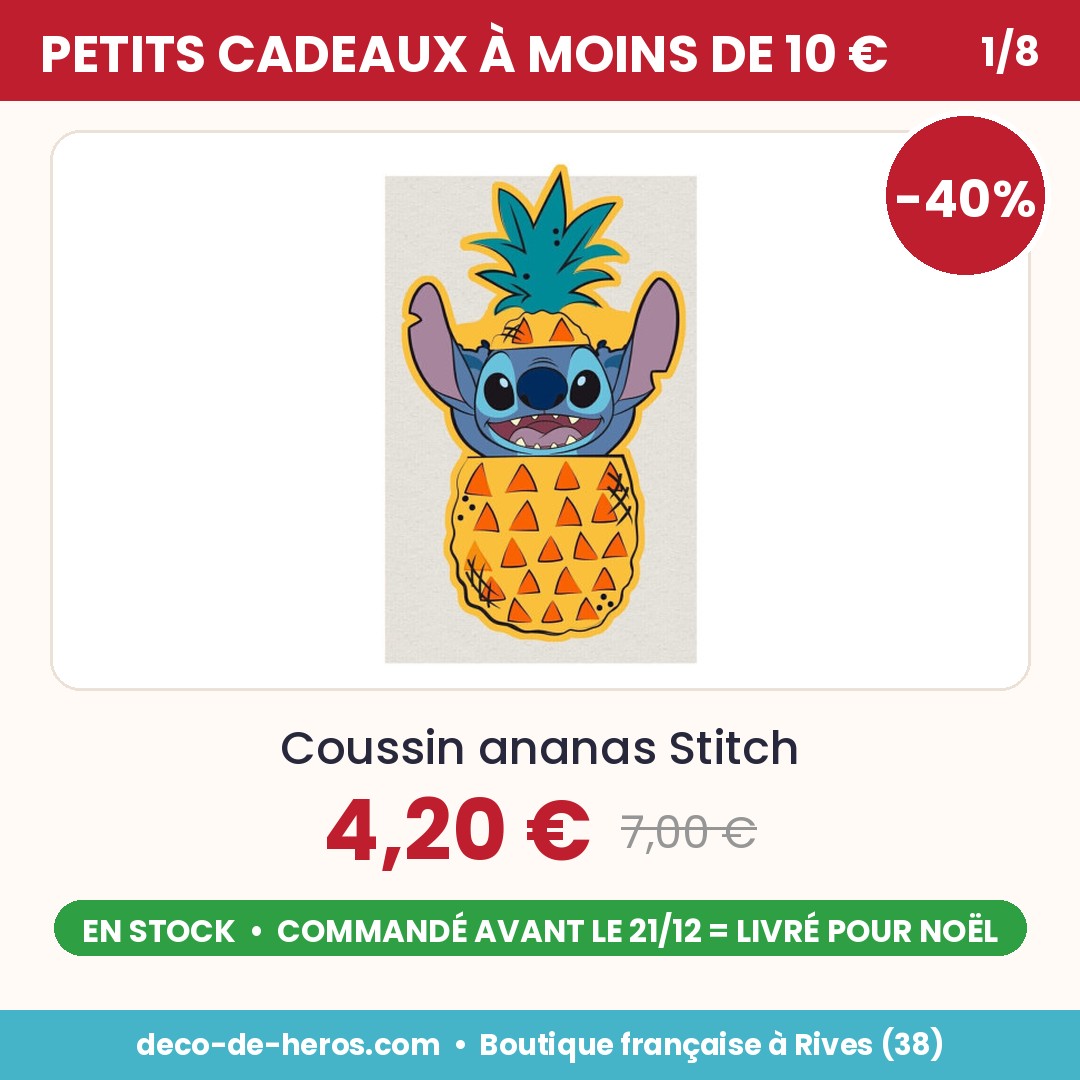 PETITS CADEAUX À MOINS DE 10 € 1/8
-40%
Coussin ananas Stitch
4,20 € 7,00 €
EN STOCK • COMMANDÉ AVANT LE 21/12 = LIVRÉ POUR NOËL
deco-de-heros.com • Boutique française à Rives (38)